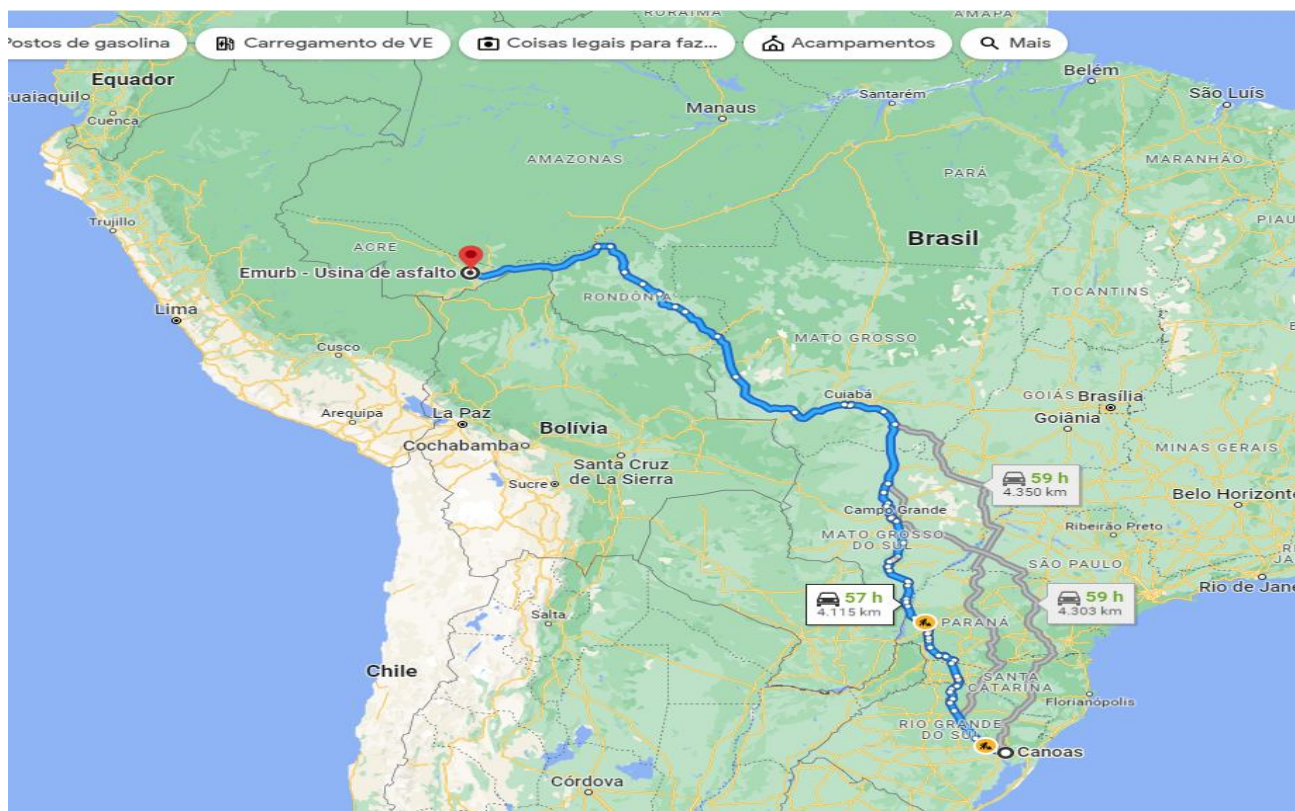 RORAIMA
AMAPÁ
Postos de gasolina
Carregamento de VE
Coisas legais para faz...
Acampamentos
Mais
Equador
Guaiaquil
Cuenca
Belém
São Luís
Manaus
Santarém
AMAZONAS
PARÁ
MARANHÃO
Trujillo
ACRE
PIAU
Brasil
Emurb - Usina de asfalto
RONDÔNIA
TOCANTINS
Lima
MATO GROSSO
Cusco
Cuiabá
GOIÁS
Brasília
Arequipa
La Paz
Bolívia
Goiânia
Cochabamba
MINAS GERAIS
Santa Cruz
de La Sierra
Sucre
59 h
4.350 km
Belo Horizonte
Campo Grande
Ribeirão Preto
MATO GROSSO
DO SUL
SÃO PAULO
Rio de Jane
57 h
4.115 km
59 h
4.303 km
Salta
PARANÁ
Chile
SANTA
CATARINA
Florianópolis
RIO GRANDE
DO SUL
Canoas
Córdova